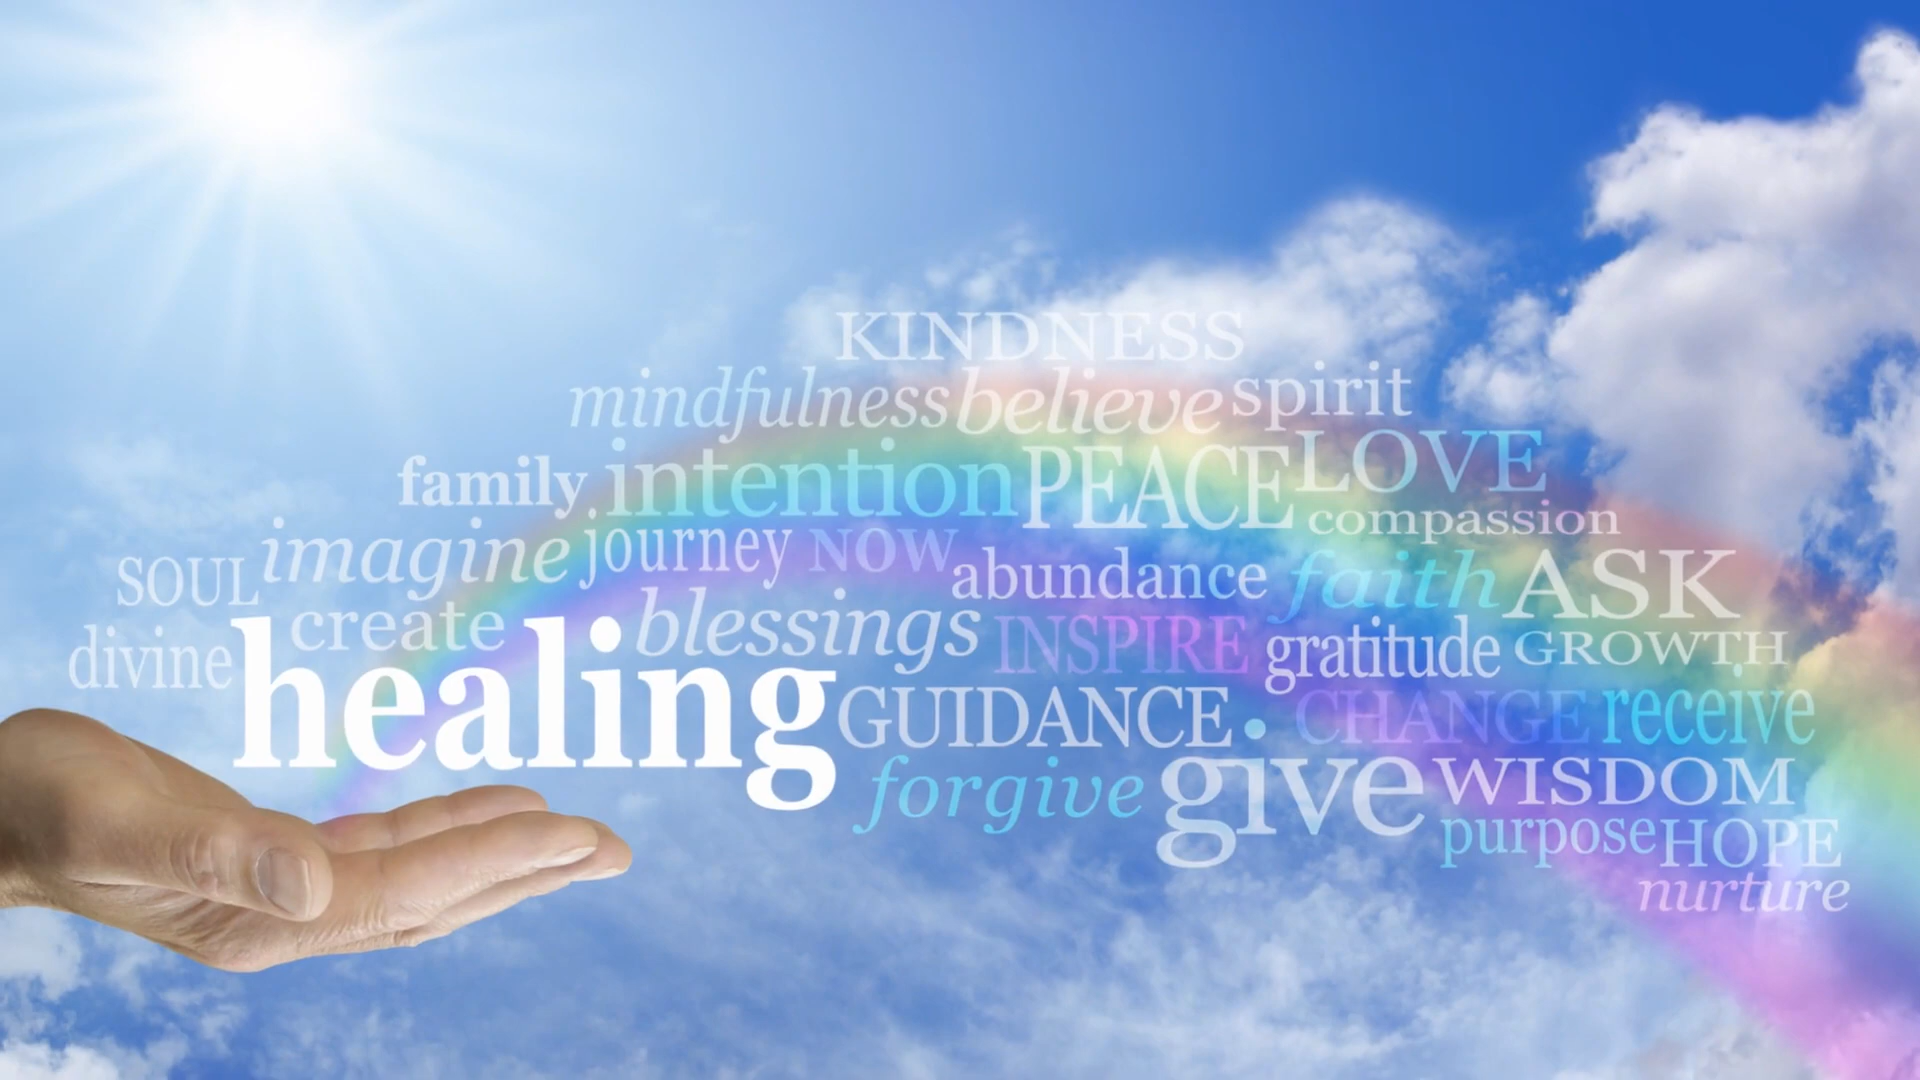 KINDNESS
mindfulness believe spirit
family intention PEACE LOVE
compassion
imagine journey NOW
SOUL abundance faith ASK
create blessings INSPIRE gratitude GROWTH
divine healing GUIDANCE CHANGE receive
forgive give WISDOM
purpose HOPE
nurture